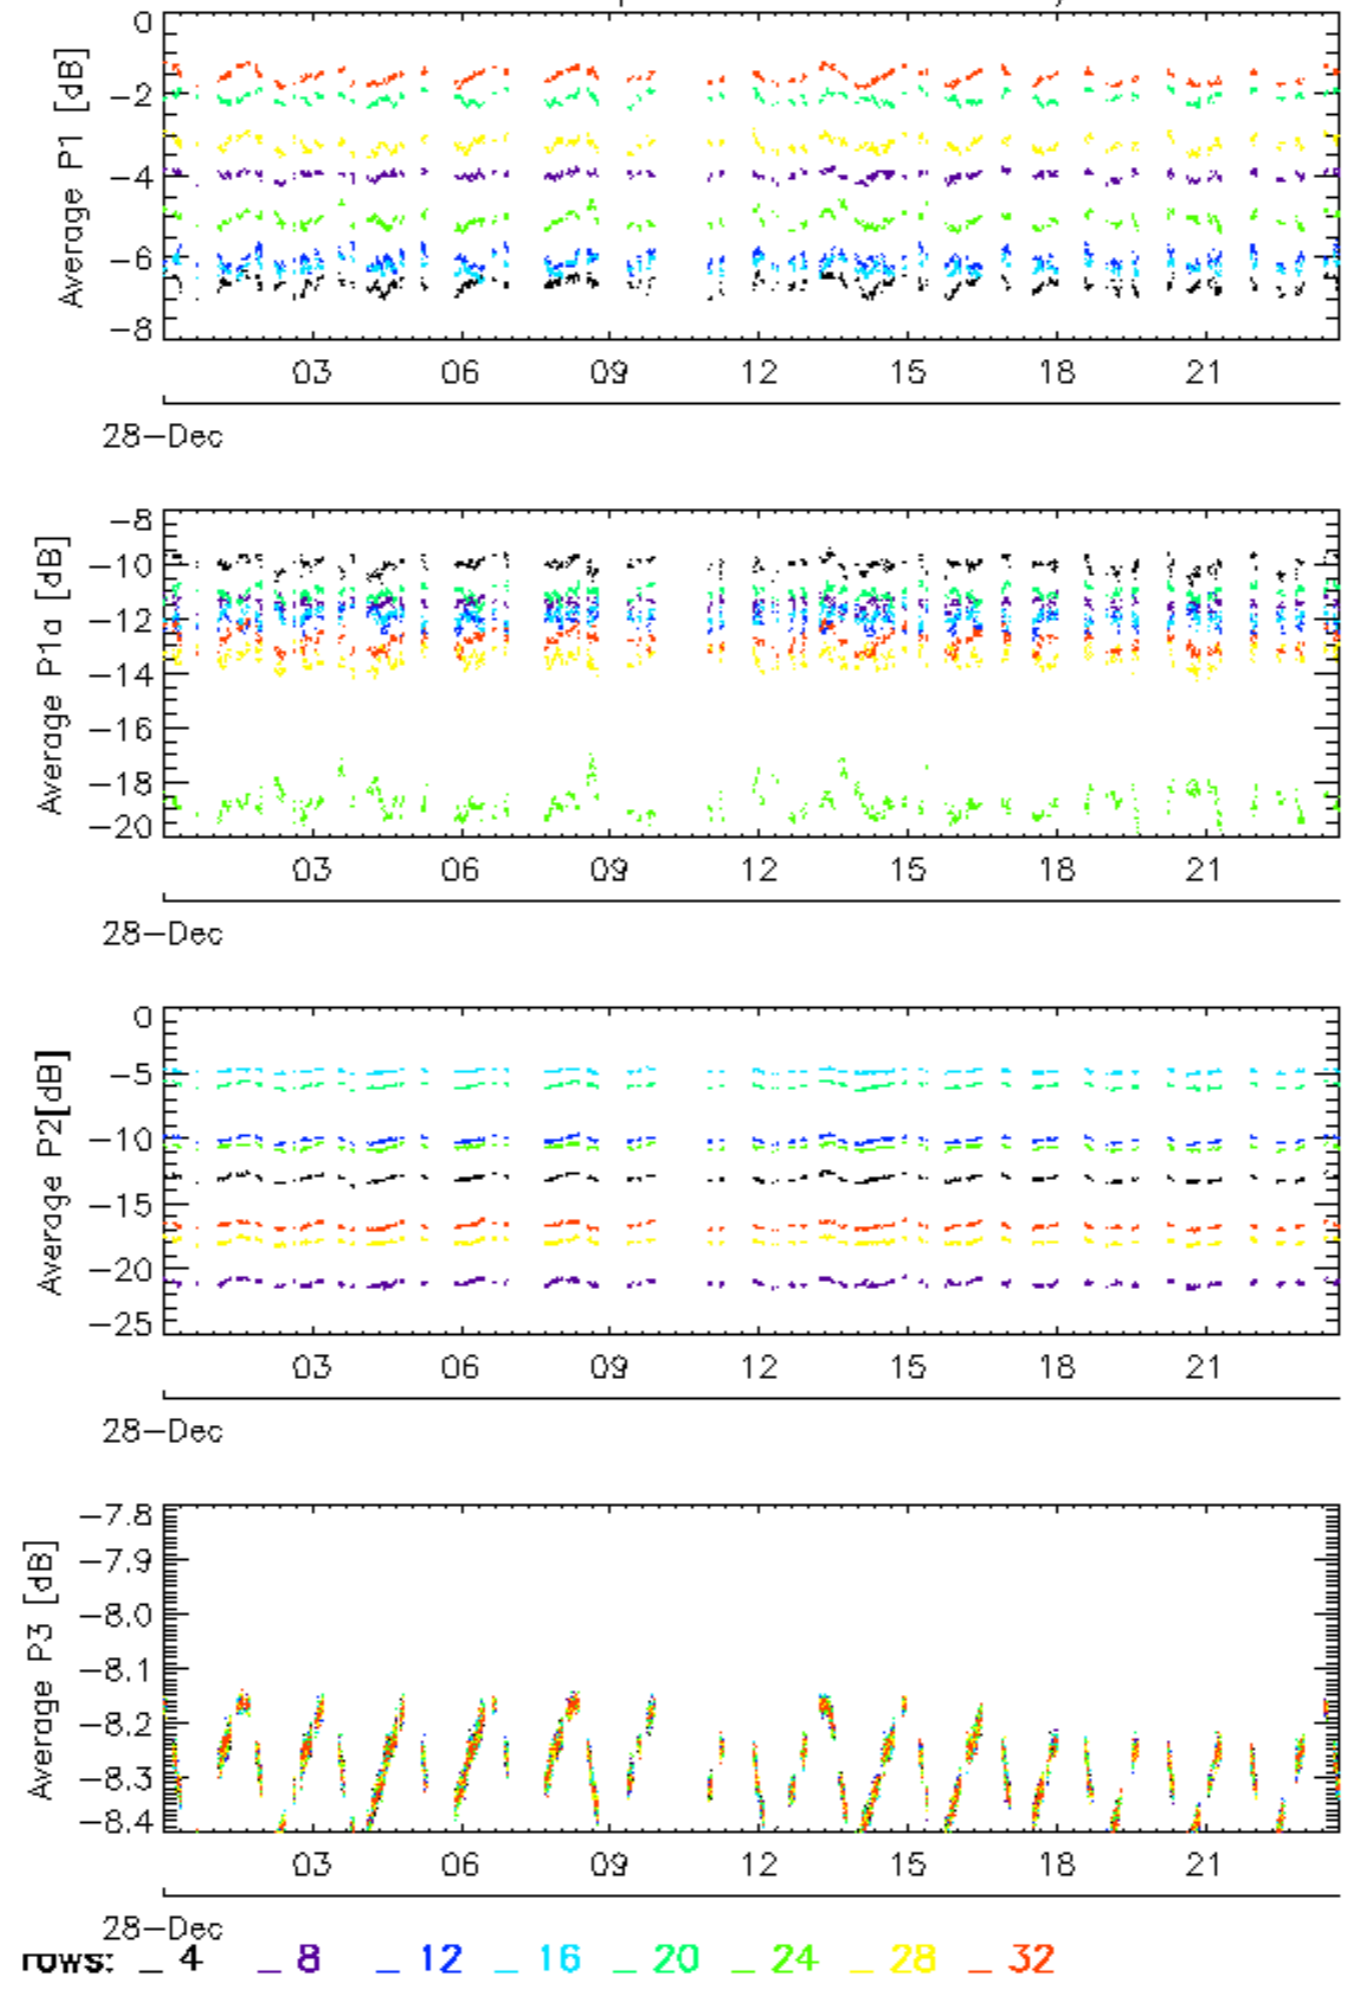 0
−2
−4
−6
−8
Average P1 [dB]
03 06 09 12 15 18 21
28−Dec
−8
−10
−12
−14
−16
−18
−20
Average P1a [dB]
03 06 09 12 15 18 21
28−Dec
0
−5
−10
−15
−20
−25
Average P2[dB]
03 06 09 12 15 18 21
28−Dec
−7.8
−7.9
−8.0
−8.1
−8.2
−8.3
−8.4
Average P3 [dB]
03 06 09 12 15 18 21
28−Dec
rows: _ 4 _ 8 _ 12 _ 16 _ 20 _ 24 _ 28 _ 32